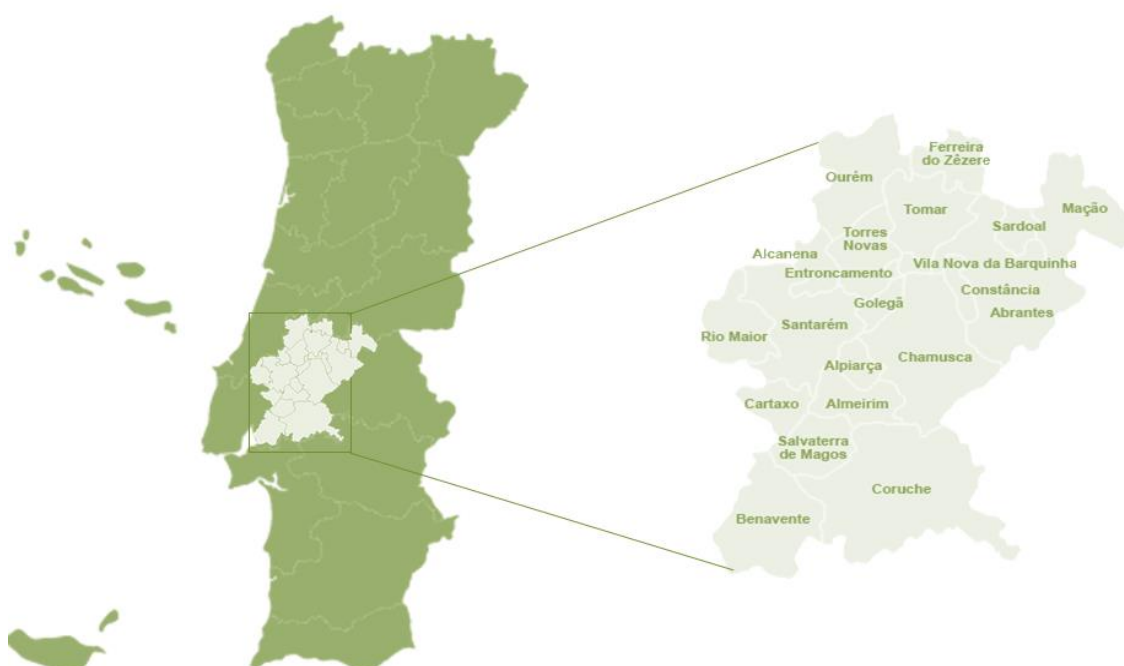 Ferreira
do Zêzere
Ourém
Tomar
Mação
Sardoal
Torres
Novas
Alcanena
Vila Nova da Barquinha
Entroncamento
Constância
Golegã
Abrantes
Santarém
Rio Maior
Chamusca
Alpiarça
Cartaxo
Almeirim
Salvaterra
de Magos
Coruche
Benavente